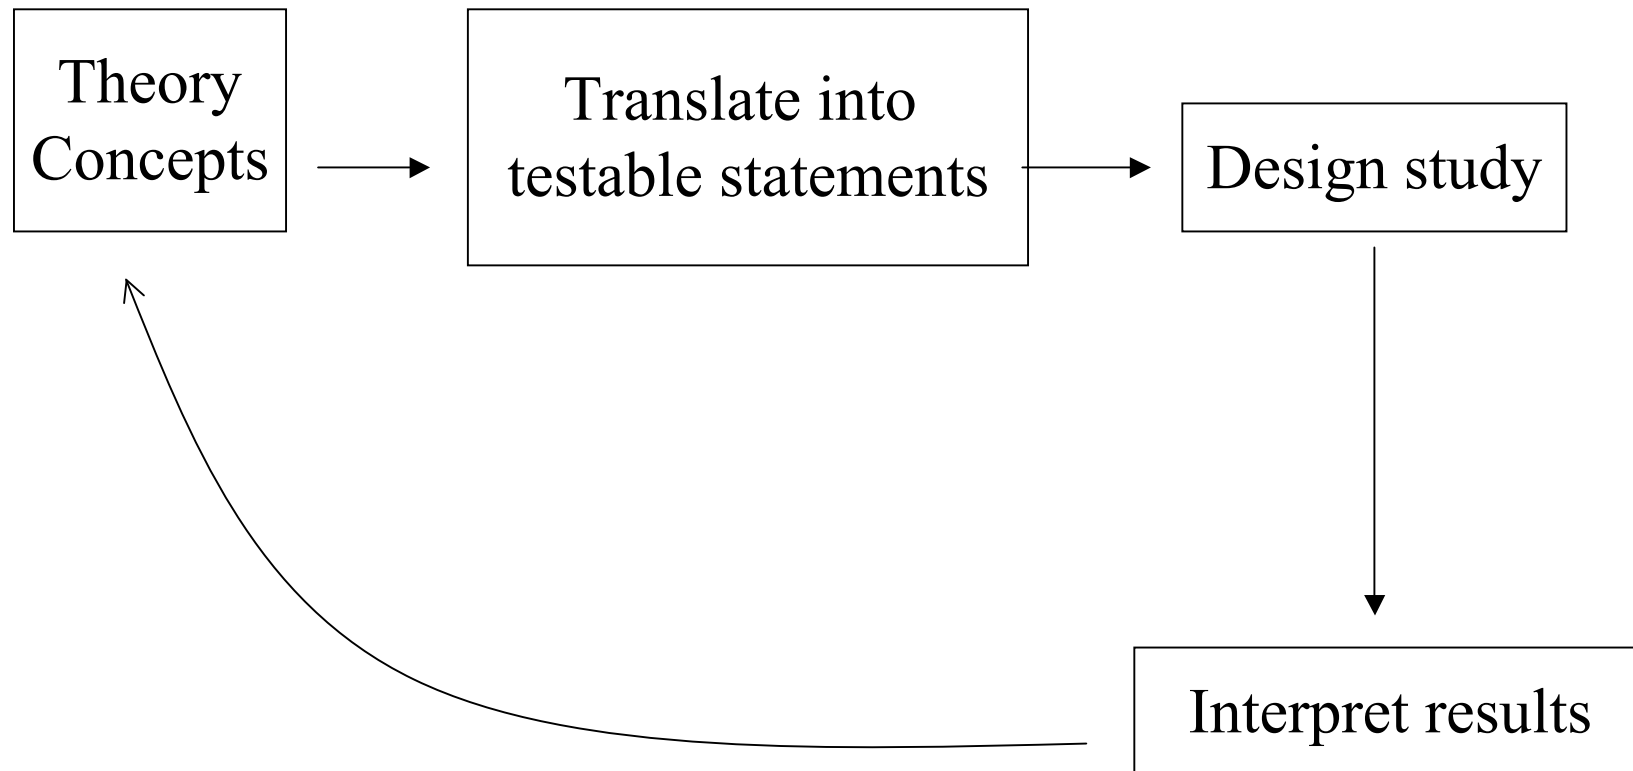 Theory
Concepts
Translate into
testable statements
Design study
Interpret results